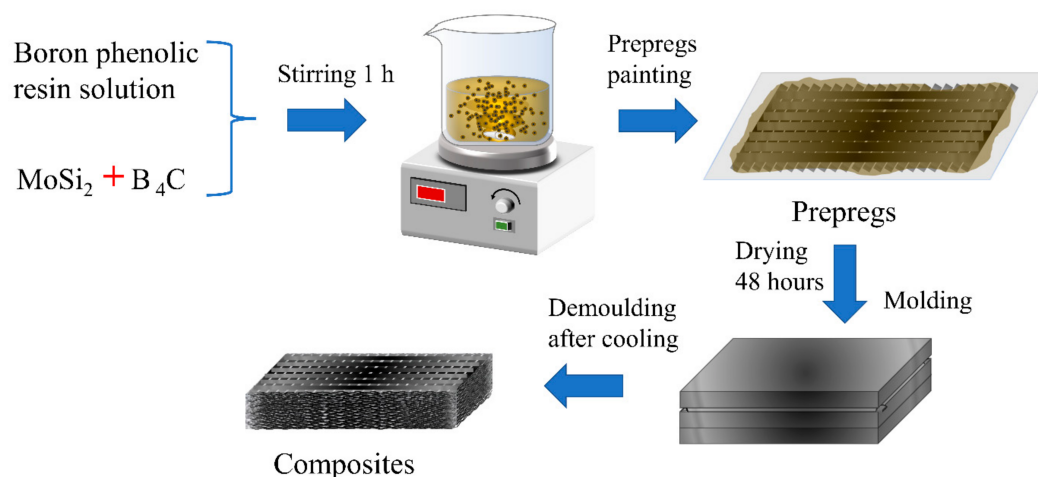 Boron phenolic
resin solution
MoSi₂ + B₄C
Stirring 1 h
Prepregs
painting
Prepregs
Drying
48 hours
Molding
Demoulding
after cooling
Composites